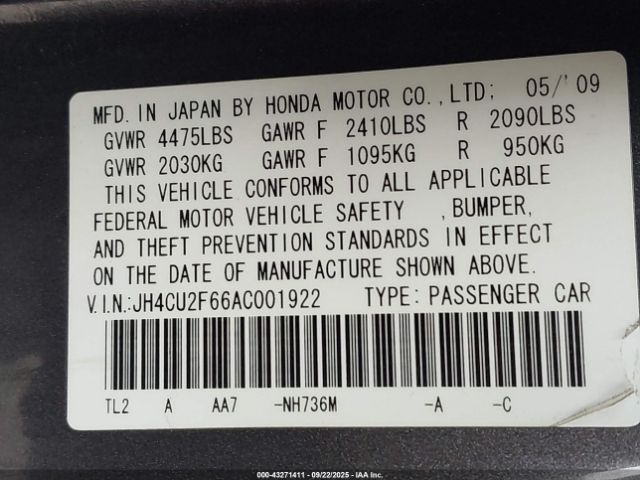 MFD. IN JAPAN BY HONDA MOTOR CO., LTD; 05/'09
GVWR 4475LBS GAWR F 2410LBS R 2090LBS
GVWR 2030KG GAWR F 1095KG R 950KG
THIS VEHICLE CONFORMS TO ALL APPLICABLE
FEDERAL MOTOR VEHICLE SAFETY , BUMPER,
AND THEFT PREVENTION STANDARDS IN EFFECT
ON THE DATE OF MANUFACTURE SHOWN ABOVE.
V.I.N.:JH4CU2F66AC001922 TYPE: PASSENGER CAR
TL2 A AA7 -NH736M -A -C
000-43271411 - 09/22/2025 - IAA Inc.